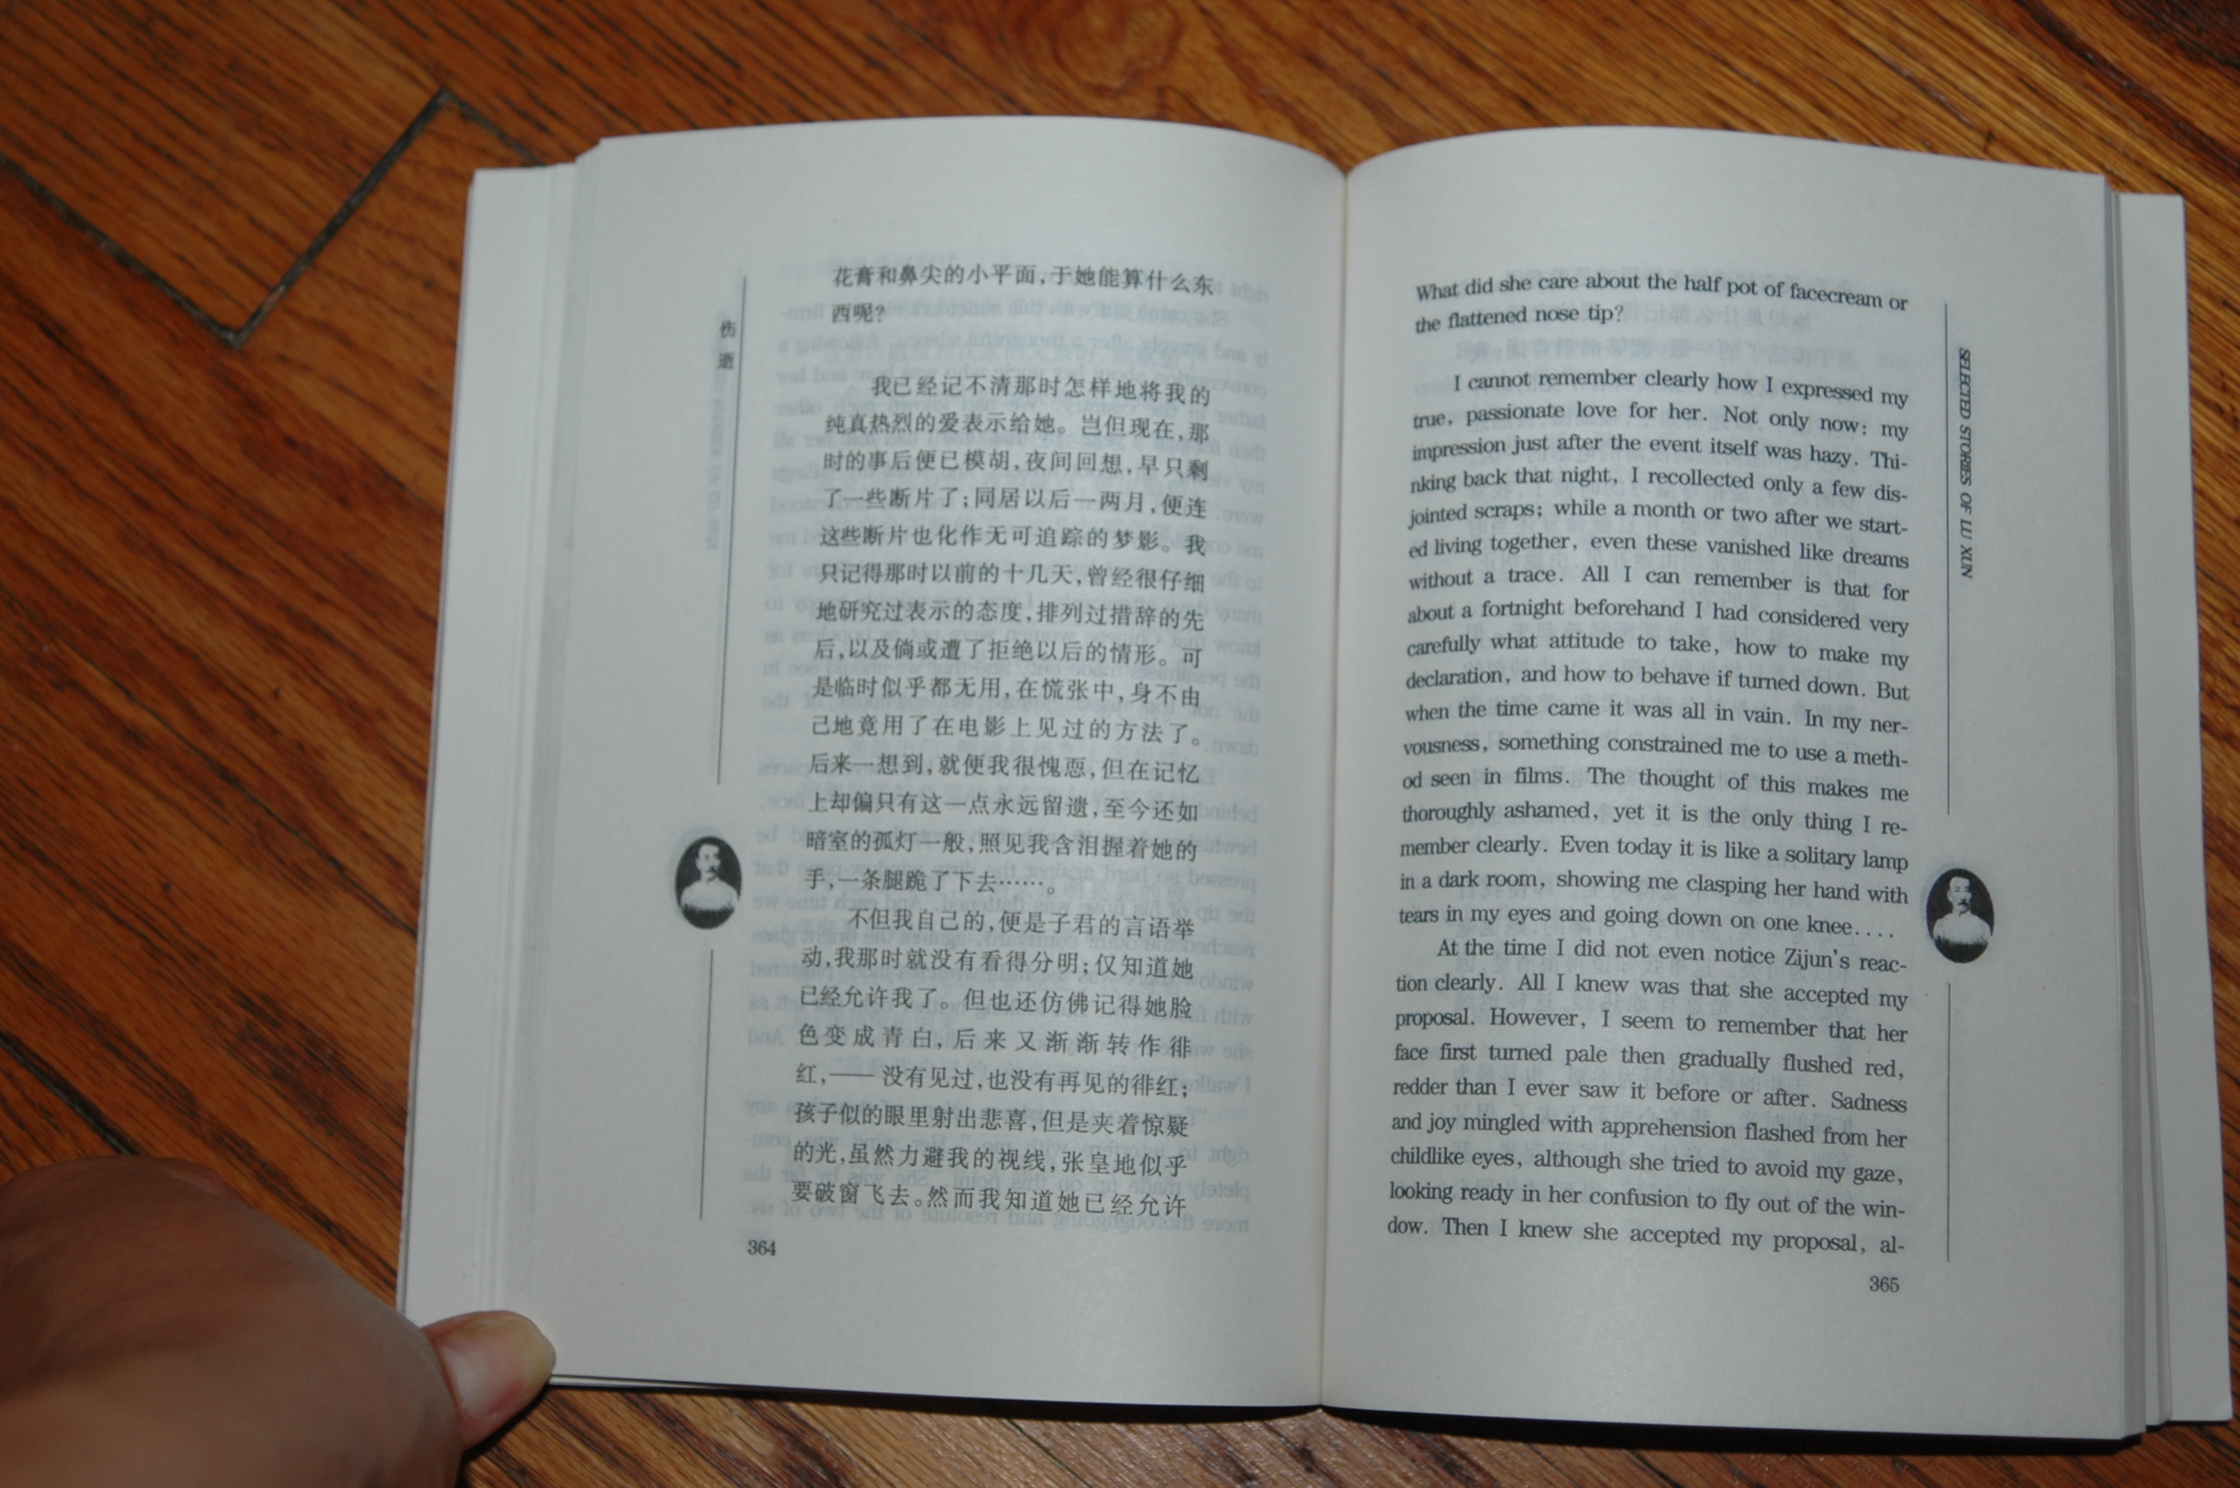 伤逝
花膏和鼻尖的小平面,于她能算什么东
西呢?
我已经记不清那时怎样地将我的
纯真热烈的爱表示给她。岂但现在,那
时的事后便已模胡,夜间回想,早只剩
了一些断片了;同居以后一两月,便连
这些断片也化作无可追踪的梦影。我
只记得那时以前的十几天,曾经很仔细
地研究过表示的态度,排列过措辞的先
后,以及倘或遭了拒绝以后的情形。可
是临时似乎都无用,在慌张中,身不由
己地竟用了在电影上见过的方法了。
后来一想到,就使我很愧恧,但在记忆
上却偏只有这一点永远留遗,至今还如
暗室的孤灯一般,照见我含泪握着她的
手,一条腿跪了下去……。
不但我自己的,便是子君的言语举
动,我那时就没有看得分明;仅知道她
已经允许我了。但也还仿佛记得她脸
色变成青白,后来又渐渐转作绯
红,——没有见过,也没有再见的绯红;
孩子似的眼里射出悲喜,但是夹着惊疑
的光,虽然力避我的视线,张皇地似乎
要破窗飞去。然而我知道她已经允许
364
What did she care about the half pot of facecream or
the flattened nose tip?
I cannot remember clearly how I expressed my
true, passionate love for her. Not only now: my
impression just after the event itself was hazy. Thi-
nking back that night, I recollected only a few dis-
jointed scraps; while a month or two after we start-
ed living together, even these vanished like dreams
without a trace. All I can remember is that for
about a fortnight beforehand I had considered very
carefully what attitude to take, how to make my
declaration, and how to behave if turned down. But
when the time came it was all in vain. In my ner-
vousness, something constrained me to use a meth-
od seen in films. The thought of this makes me
thoroughly ashamed, yet it is the only thing I re-
member clearly. Even today it is like a solitary lamp
in a dark room, showing me clasping her hand with
tears in my eyes and going down on one knee....
At the time I did not even notice Zijun's reac-
tion clearly. All I knew was that she accepted my
proposal. However, I seem to remember that her
face first turned pale then gradually flushed red,
redder than I ever saw it before or after. Sadness
and joy mingled with apprehension flashed from her
childlike eyes, although she tried to avoid my gaze,
looking ready in her confusion to fly out of the win-
dow. Then I knew she accepted my proposal, al-
SELECTED STORIES OF LU XUN
365